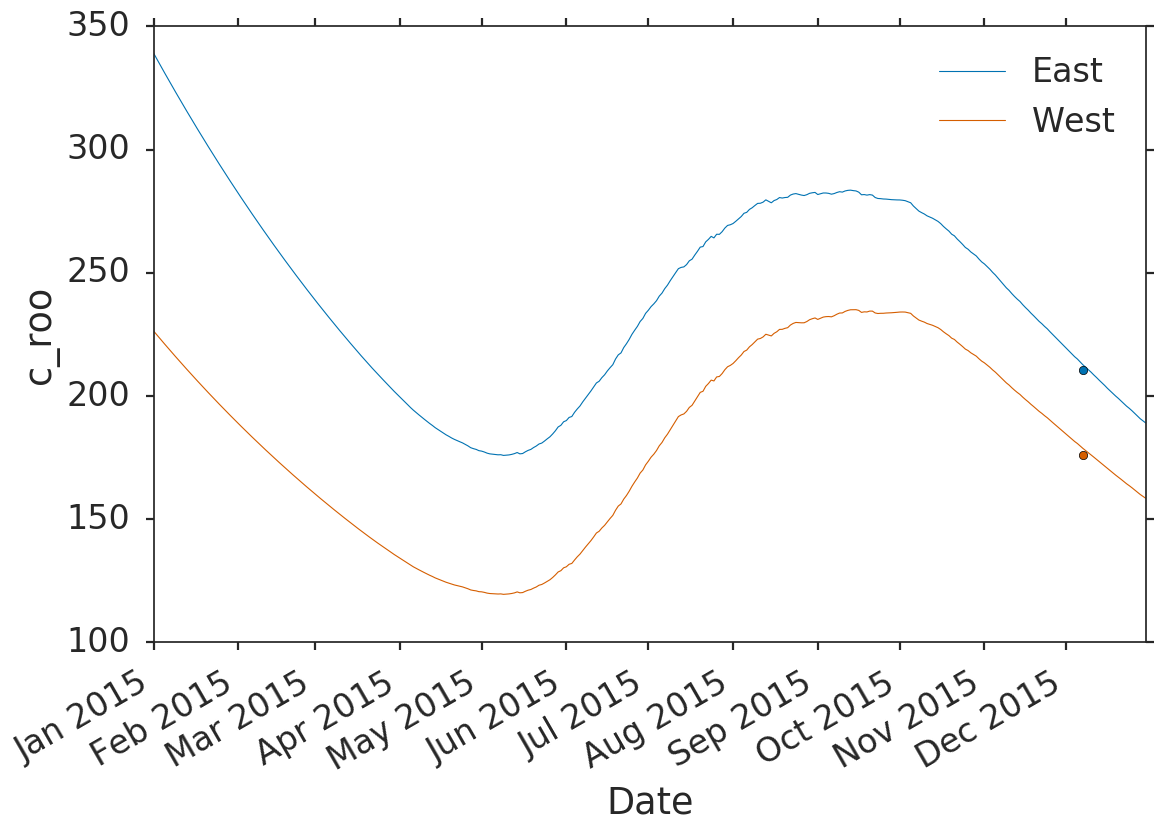 350
300
250
200
150
100
c_roo
East
West
Jan 2015
Feb 2015
Mar 2015
Apr 2015
May 2015
Jun 2015
Jul 2015
Aug 2015
Sep 2015
Oct 2015
Nov 2015
Dec 2015
Date